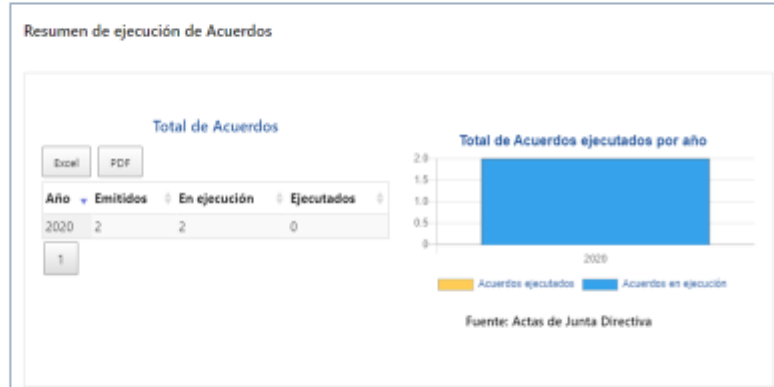 Resumen de ejecución de Acuerdos
Total de Acuerdos
Excel PDF
Año Emitidos En ejecución Ejecutados
2020 2 2 0
1
Total de Acuerdos ejecutados por año
2.0
1.5
1.0
0.5
0
2020
Acuerdos ejecutados Acuerdos en ejecución
Fuente: Actas de Junta Directiva